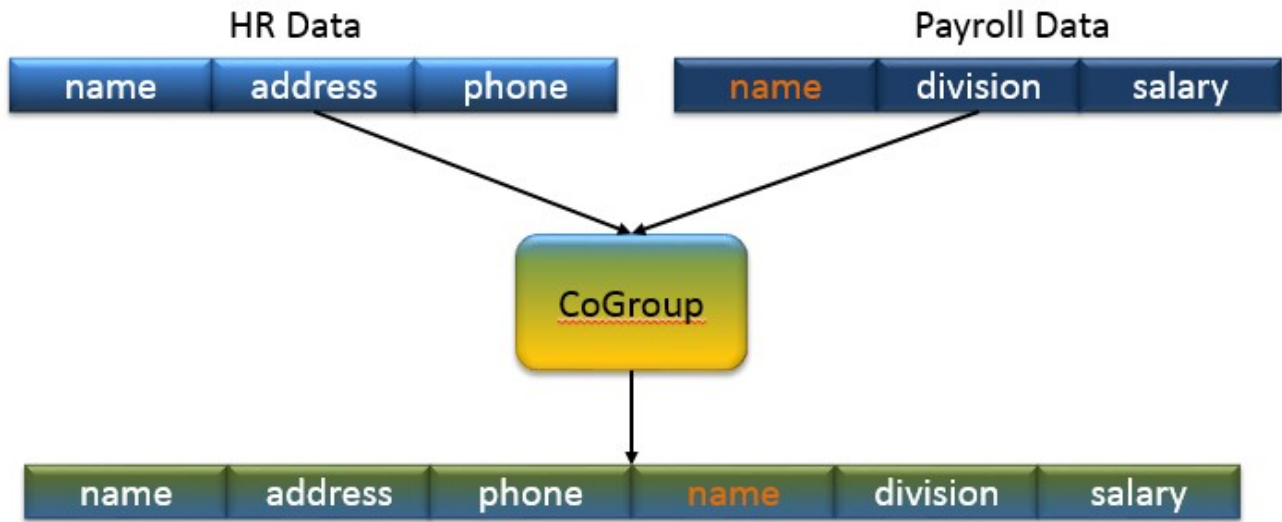 HR Data
Payroll Data
name address phone
name division salary
CoGroup
name address phone name division salary